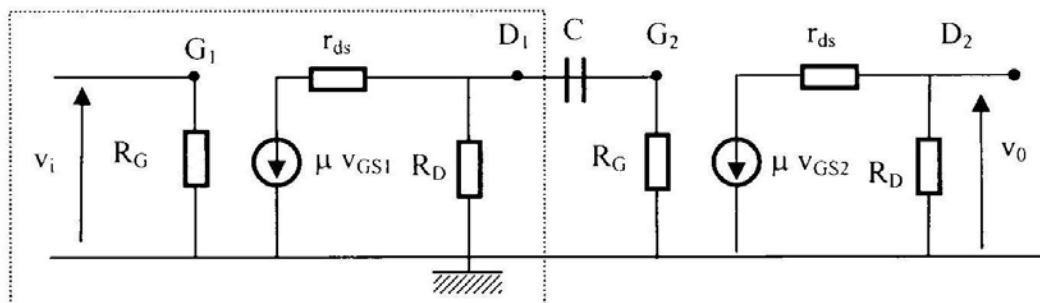 G1 rds D1 C G2 rds D2
vi RG μ vGS1 RD RG μ vGS2 RD v0